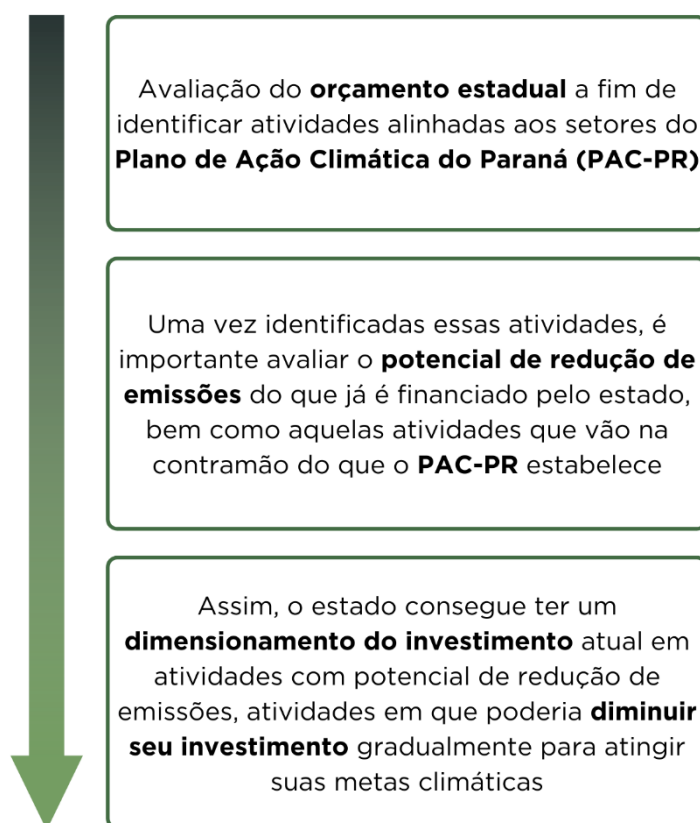 Avaliação do orçamento estadual a fim de
identificar atividades alinhadas aos setores do
Plano de Ação Climática do Paraná (PAC-PR)
Uma vez identificadas essas atividades, é
importante avaliar o potencial de redução de
emissões do que já é financiado pelo estado,
bem como aquelas atividades que vão na
contramão do que o PAC-PR estabelece
Assim, o estado consegue ter um
dimensionamento do investimento atual em
atividades com potencial de redução de
emissões, atividades em que poderia diminuir
seu investimento gradualmente para atingir
suas metas climáticas